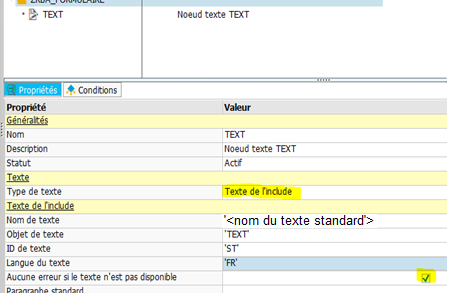 ZRBA_FORMULAIRE
TEXT Noeud texte TEXT
Propriétés Conditions
Propriété Valeur
Généralités
Nom TEXT
Description Noeud texte TEXT
Statut Actif
Texte
Type de texte Texte de l'include
Texte de l'include
Nom de texte '<nom du texte standard'>
Objet de texte 'TEXT'
ID de texte 'ST'
Langue du texte 'FR'
Aucune erreur si le texte n'est pas disponible
Paragraphe standard